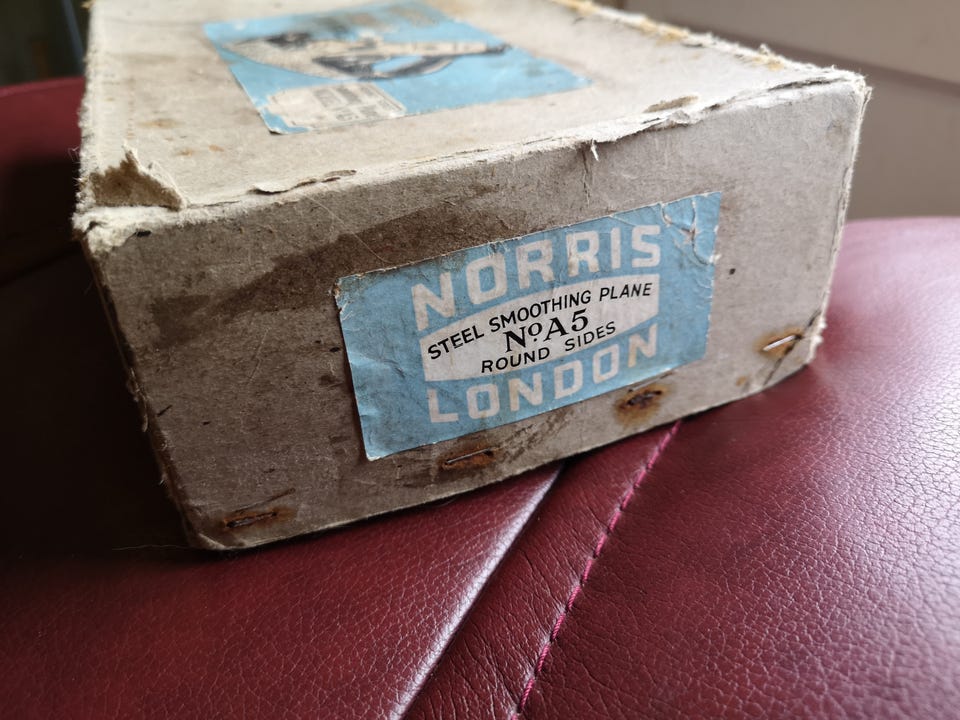 NORRIS
STEEL SMOOTHING PLANE
No. A5
ROUND SIDES
LONDON